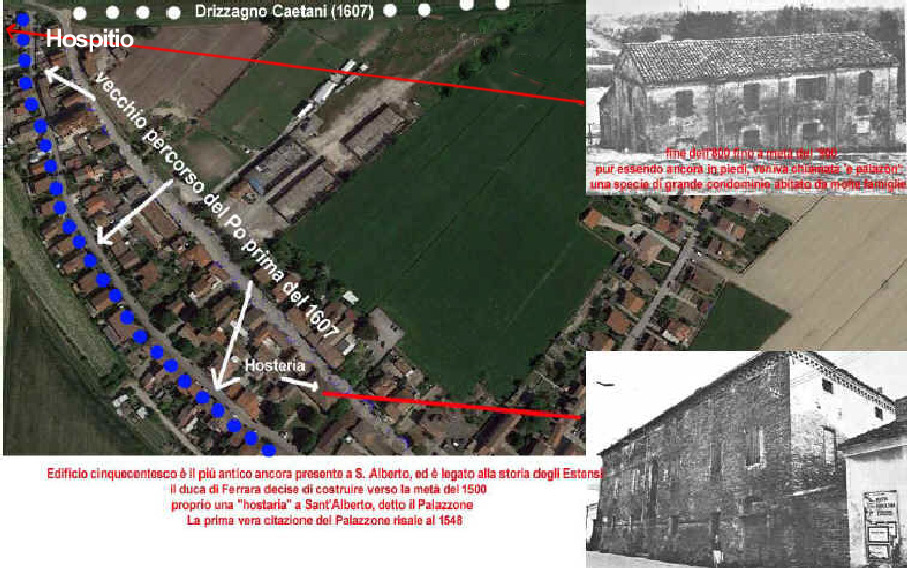 Drizzagno Caetani (1607)
Hospitio
vecchio percorso del Po prima del 1607
Hosteria
fine dell'800 fino a metà del '900
pur essendo ancora in piedi, veniva chiamata "e palazon"
una specie di grande condominio abitato da molte famiglie
Edificio cinquecentesco è il più antico ancora presente a S. Alberto, ed è legato alla storia degli Estensi
il duca di Ferrara decise di costruire verso la metà del 1500
proprio una "hostaria" a Sant'Alberto, detto il Palazzone
La prima vera citazione del Palazzone risale al 1548